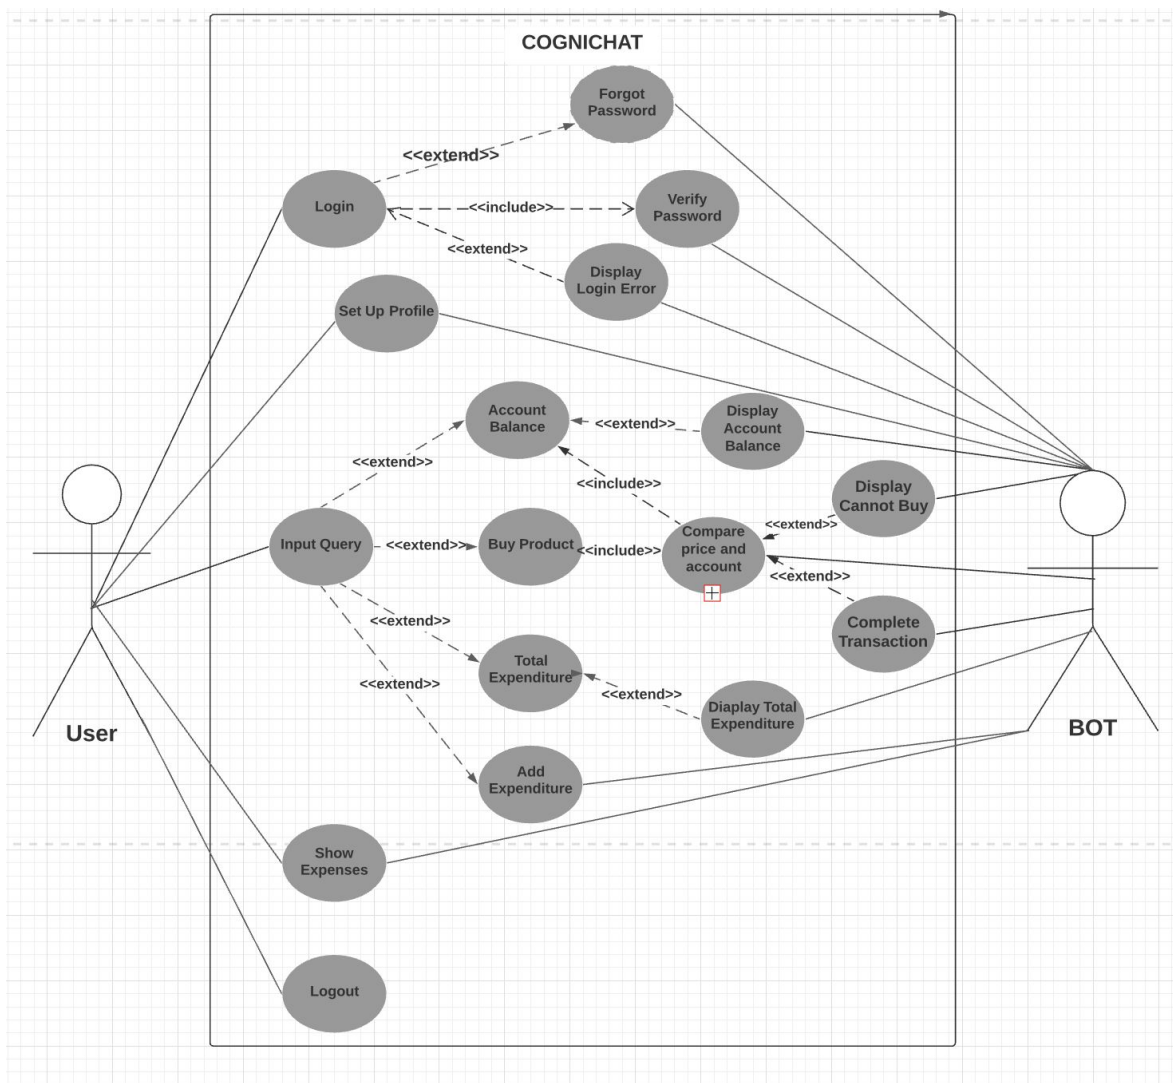 COGNICHAT
Forgot
Password
<<extend>>
Login
<<include>>
Verify
Password
<<extend>>
Display
Login Error
Set Up Profile
Account
Balance
<<extend>>
Display
Account
Balance
<<extend>>
<<include>>
Display
Cannot Buy
<<extend>>
Input Query
<<extend>>
Buy Product
<<include>>
Compare
price and
account
<<extend>>
Complete
Transaction
<<extend>>
Total
Expenditure
<<extend>>
<<extend>>
Diaplay Total
Expenditure
User
BOT
Add
Expenditure
Show
Expenses
Logout